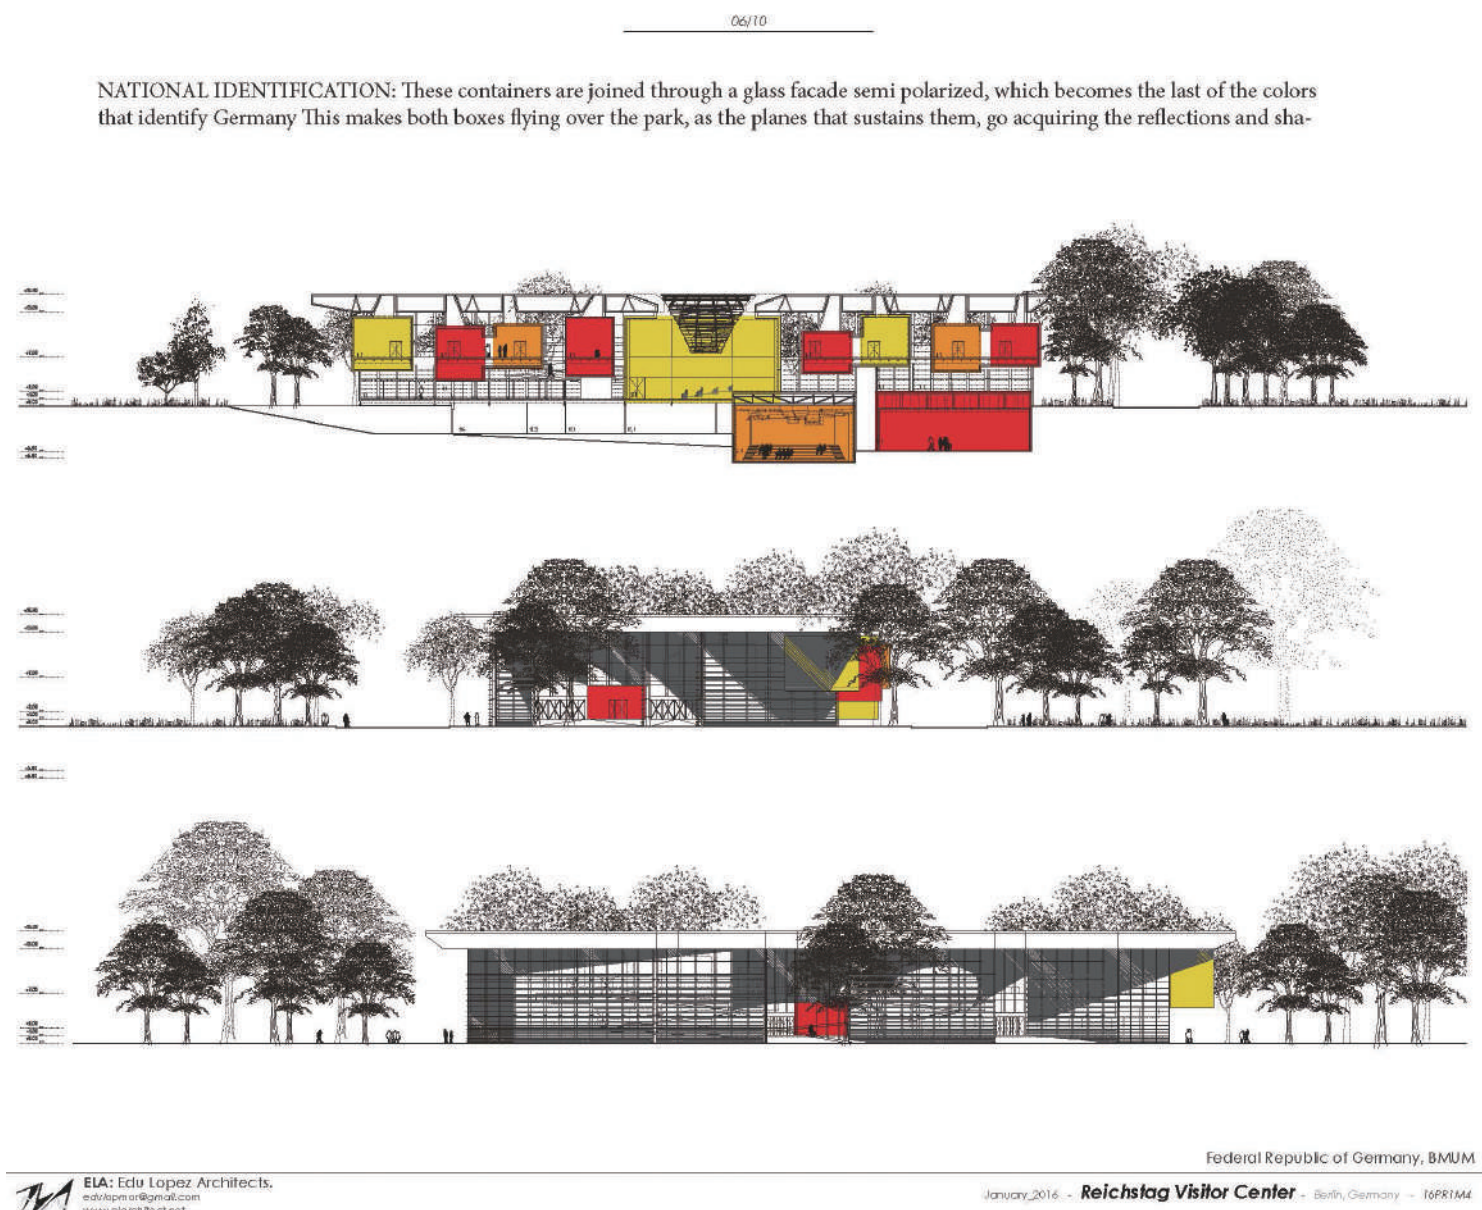 06/10
NATIONAL IDENTIFICATION: These containers are joined through a glass facade semi polarized, which becomes the last of the colors
that identify Germany This makes both boxes flying over the park, as the planes that sustains them, go acquiring the reflections and sha-
Federal Republic of Germany, BMUM
ELA: Edu Lopez Architects.
January_2016 - Reichstag Visitor Center - Berlin, Germany - 16PR1M4